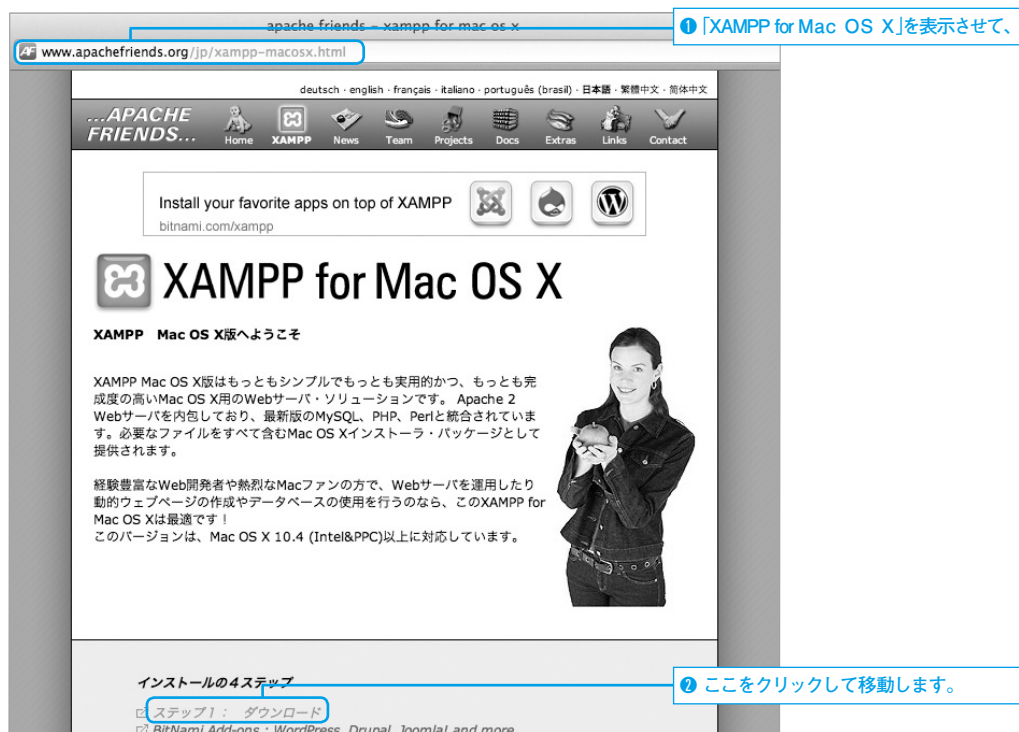 apache friends – xampp for mac os x
❶「XAMPP for Mac OS X」を表示させて、
AF www.apachefriends.org/jp/xampp-macosx.html
deutsch · english · français · italiano · português (brasil) · 日本語 · 繁體中文 · 简体中文
...APACHE
FRIENDS...
Home XAMPP News Team Projects Docs Extras Links Contact
Install your favorite apps on top of XAMPP
bitnami.com/xampp
XAMPP for Mac OS X
XAMPP　Mac OS X版へようこそ
XAMPP Mac OS X版はもっともシンプルでもっとも実用的かつ、もっとも完
成度の高いMac OS X用のWebサーバ・ソリューションです。 Apache 2
Webサーバを内包しており、最新版のMySQL、PHP、Perlと統合されていま
す。必要なファイルをすべて含むMac OS Xインストーラ・パッケージとして
提供されます。
経験豊富なWeb開発者や熱烈なMacファンの方で、Webサーバを運用したり
動的ウェブページの作成やデータベースの使用を行うのなら、このXAMPP for
Mac OS Xは最適です！
このバージョンは、Mac OS X 10.4 (Intel&PPC)以上に対応しています。
インストールの４ステップ
❷ ここをクリックして移動します。
ステップ1：　ダウンロード
BitNami Add-ons : WordPress, Drupal, Joomla! and more